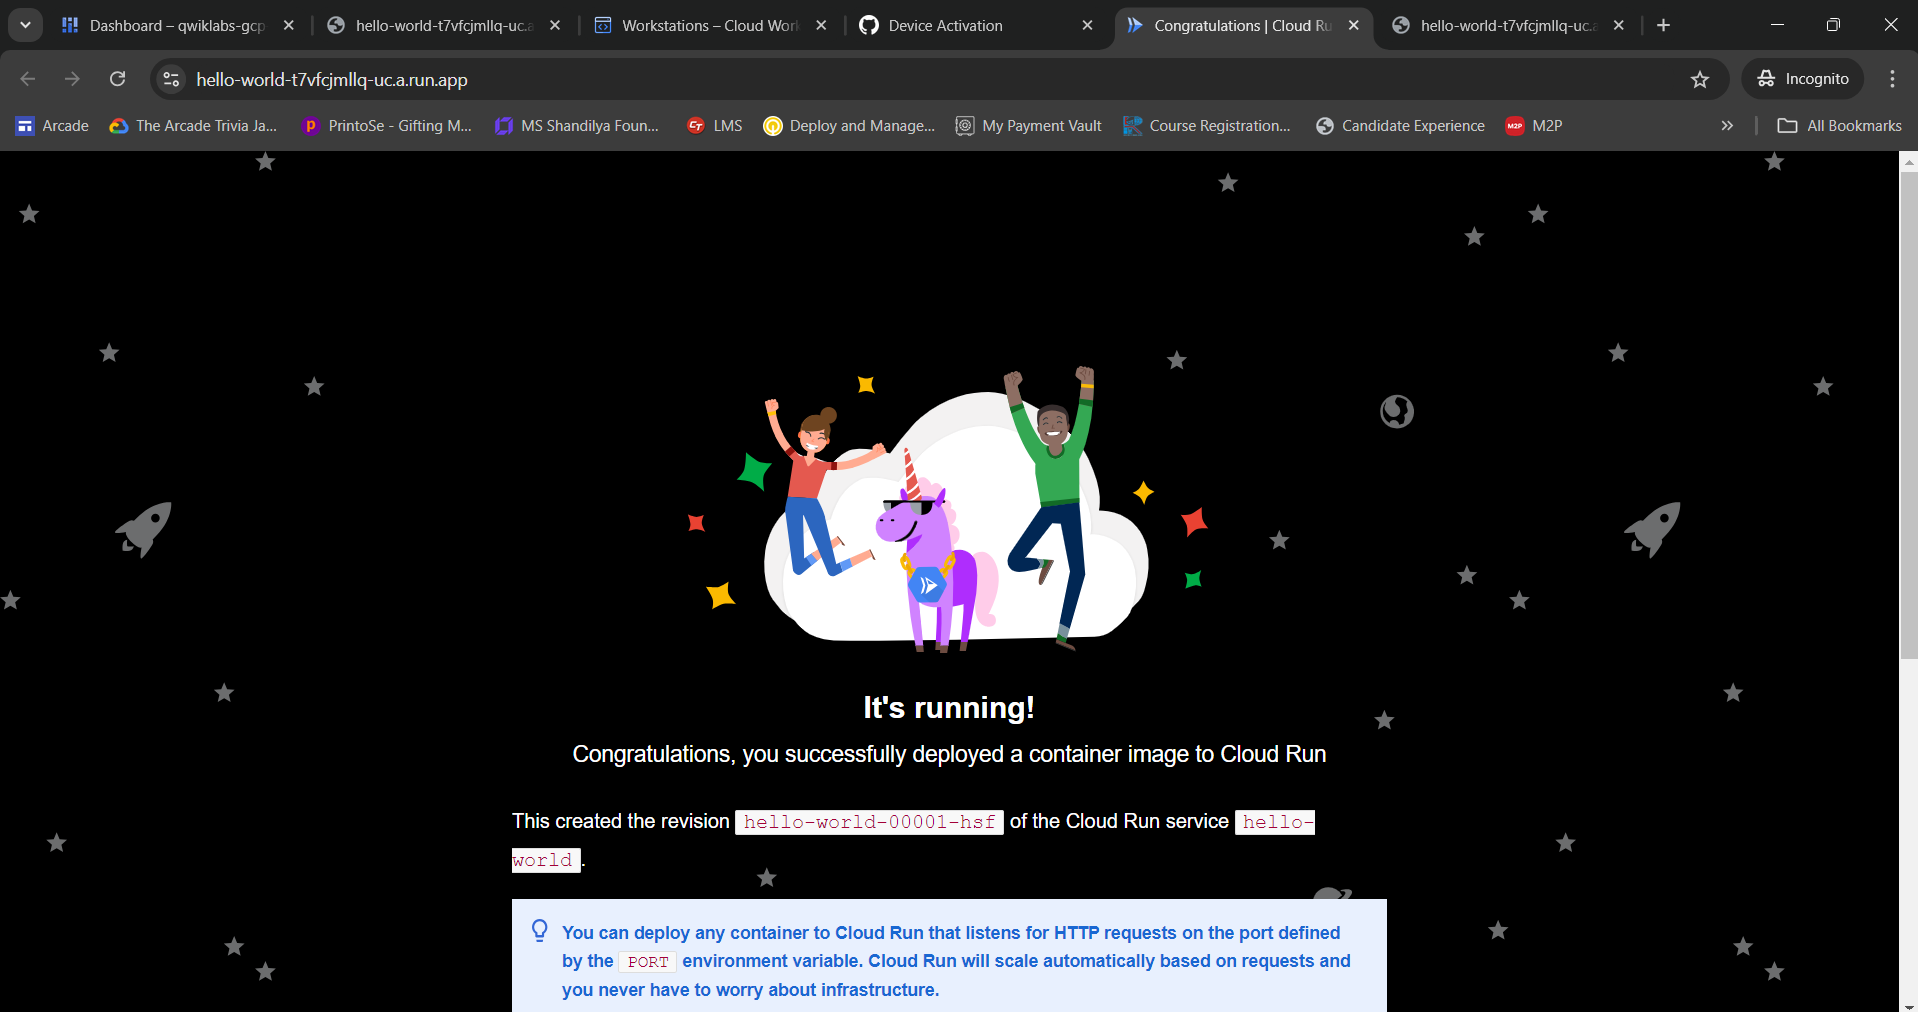 Dashboard – qwiklabs-gcp
hello-world-t7vfcjmllq-uc.a
Workstations – Cloud Work
Device Activation
Congratulations | Cloud Ru
hello-world-t7vfcjmllq-uc.a
hello-world-t7vfcjmllq-uc.a.run.app
Incognito
Arcade
The Arcade Trivia Ja...
PrintoSe - Gifting M...
MS Shandilya Foun...
LMS
Deploy and Manage...
My Payment Vault
Course Registration...
Candidate Experience
M2P
M2P
All Bookmarks
It's running!
Congratulations, you successfully deployed a container image to Cloud Run
This created the revision hello-world-00001-hsf of the Cloud Run service hello-
world.
You can deploy any container to Cloud Run that listens for HTTP requests on the port defined
by the PORT environment variable. Cloud Run will scale automatically based on requests and
you never have to worry about infrastructure.